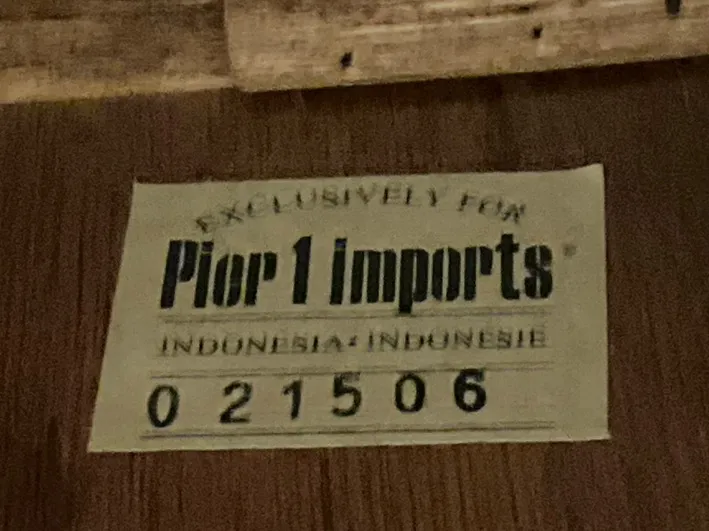 EXCLUSIVELY FOR
Pier 1 imports®
INDONESIA·INDONESIE
0 2 1 5 0 6